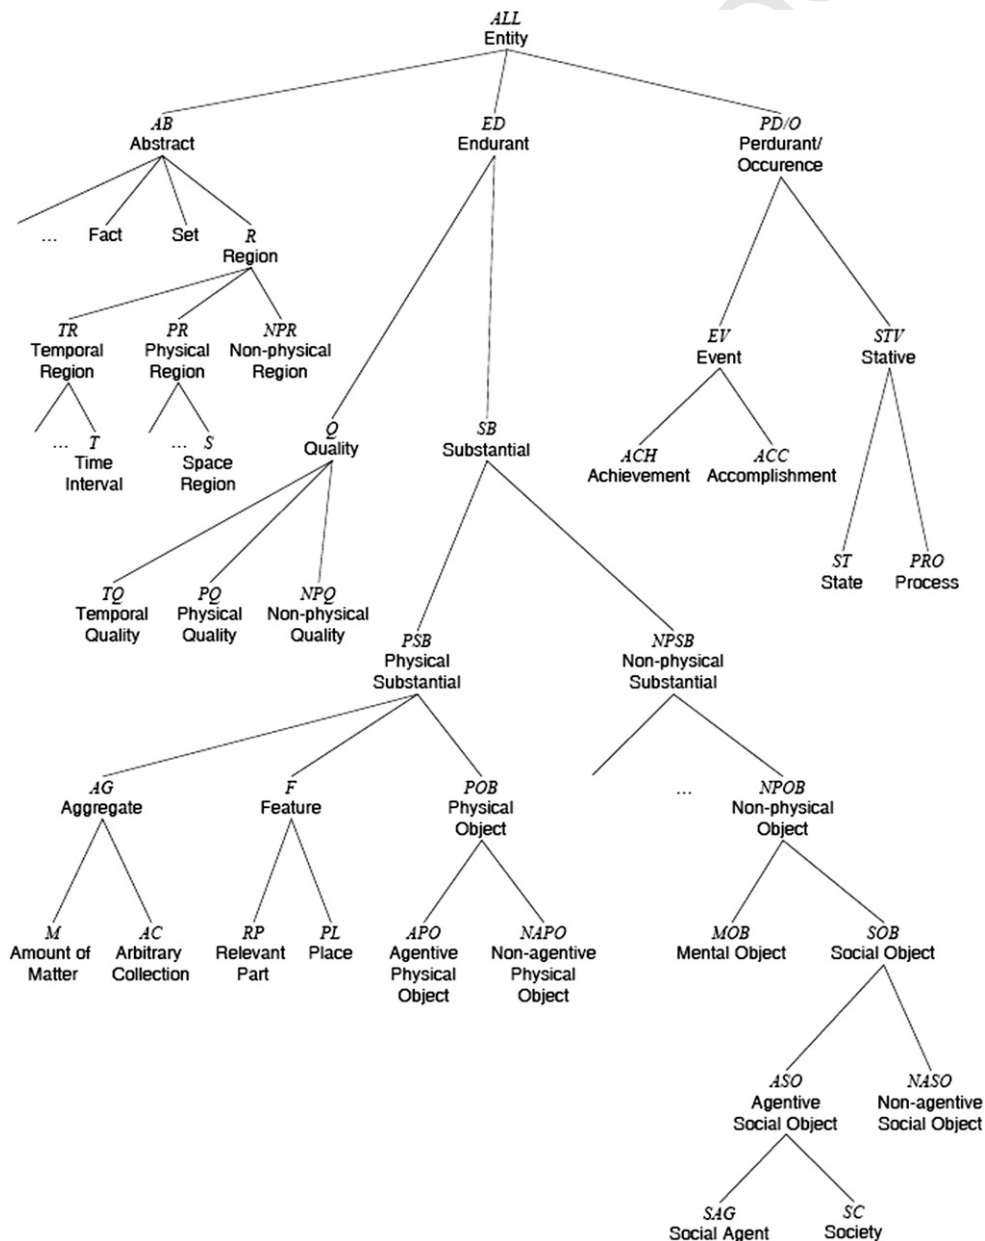 ALL
Entity
AB
Abstract
ED
Endurant
PD/O
Perdurant/
Occurence
...
Fact
Set
R
Region
TR
Temporal
Region
PR
Physical
Region
NPR
Non-physical
Region
EV
Event
STV
Stative
... T
Time
Interval
... S
Space
Region
Q
Quality
SB
Substantial
ACH
Achievement
ACC
Accomplishment
ST
State
PRO
Process
TQ
Temporal
Quality
PQ
Physical
Quality
NPQ
Non-physical
Quality
PSB
Physical
Substantial
NPSB
Non-physical
Substantial
AG
Aggregate
F
Feature
POB
Physical
Object
...
NPOB
Non-physical
Object
M
Amount of
Matter
AC
Arbitrary
Collection
RP
Relevant
Part
PL
Place
APO
Agentive
Physical
Object
NAPO
Non-agentive
Physical
Object
MOB
Mental Object
SOB
Social Object
ASO
Agentive
Social Object
NASO
Non-agentive
Social Object
SAG
Social Agent
SC
Society